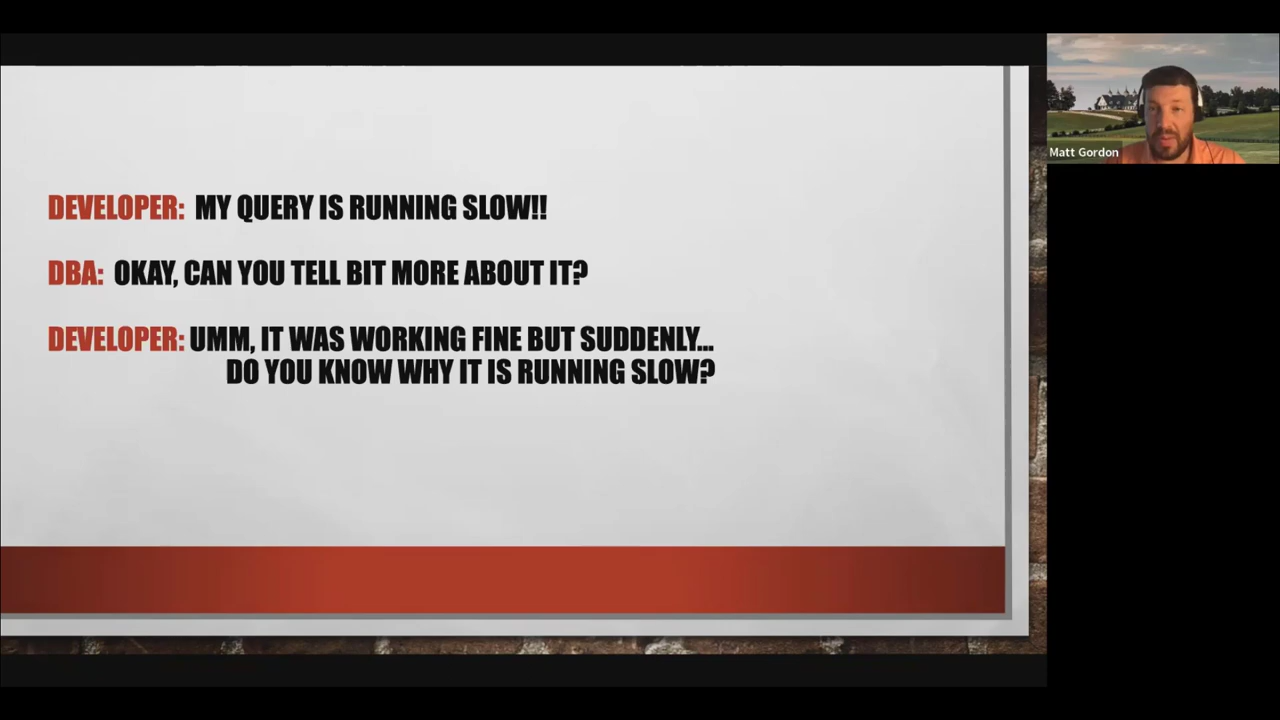 DEVELOPER: MY QUERY IS RUNNING SLOW!!
DBA: OKAY, CAN YOU TELL BIT MORE ABOUT IT?
DEVELOPER: UMM, IT WAS WORKING FINE BUT SUDDENLY...
DO YOU KNOW WHY IT IS RUNNING SLOW?
Matt Gordon